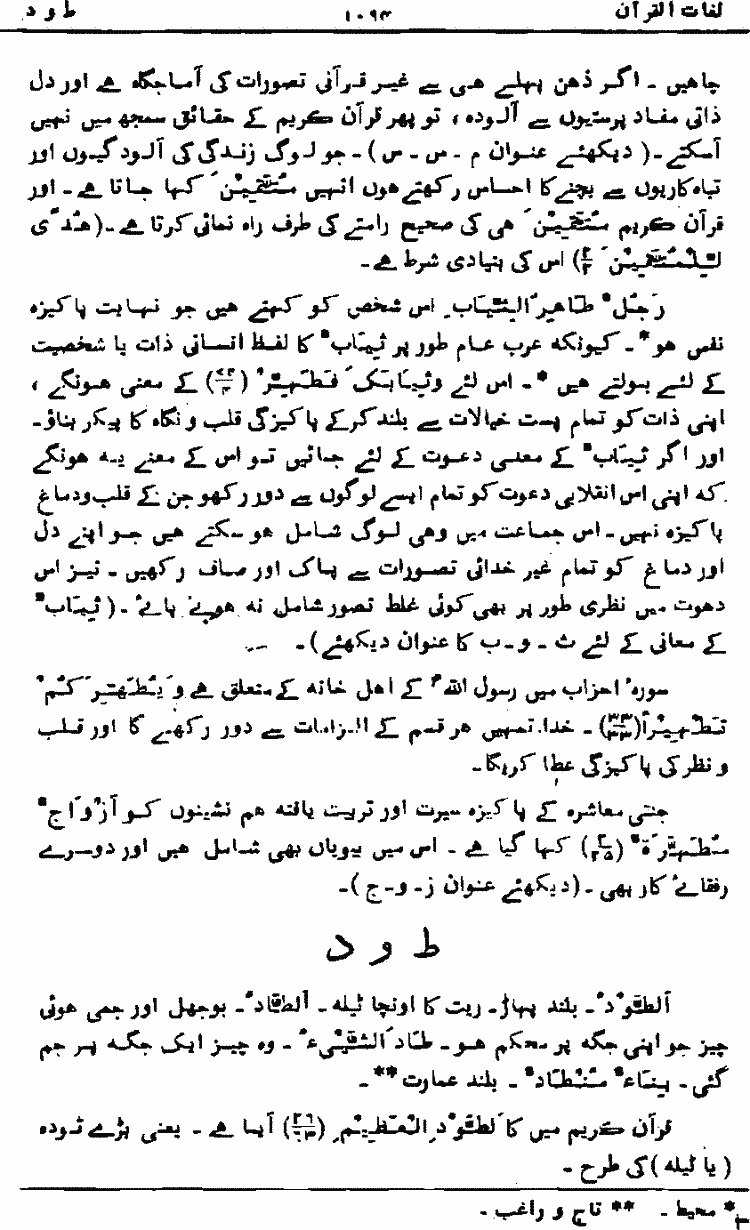 لغات القرآن ۱۰۹۳ ط و د
چاہیں ۔ اگر ذہن پہلے ہی سے غیر قرآنی تصورات کی آماجگاہ ہے اور دل
ذاتی مفاد پرستیوں سے آلودہ ، تو پھر قرآن کریم کے حقائق سمجھ میں نہیں
آسکتے ۔ ( دیکھئے عنوان م ۔ س ۔ س ) ۔ جو لوگ زندگی کی آلودگیوں اور
تباہ کاریوں سے بچنے کا احساس رکھتے ہوں انہیں مُتَّقِیْنَ کہا جاتا ہے ۔ اور
قرآن کریم مُتَّقِیْنَ ہی کی صحیح راستے کی طرف راہ نمائی کرتا ہے ۔ (ھُدًی
لِّلْمُتَّقِیْنَ ۲/۲) اس کی بنیادی شرط ہے ۔
رَجُلٌ طَاھِرُ الثِّیَابِ اس شخص کو کہتے ہیں جو نہایت پاکیزہ
نفس ہو* ۔ کیونکہ عرب عام طور پر ثِیَابٌ کا لفظ انسانی ذات یا شخصیت
کے لئے بولتے ہیں * ۔ اس لئے وَثِیَابَکَ فَطَھِّرْ (۷۴/۴) کے معنی ہونگے ،
اپنی ذات کو تمام پست خیالات سے بلند کرکے پاکیزگی قلب و نگاہ کا پیکر بناؤ ۔
اور اگر ثِیَابٌ کے معنی دعوت کے لئے جائیں تو اس کے معنے یہ ہونگے
کہ اپنی اس انقلابی دعوت کو تمام ایسے لوگوں سے دور رکھو جن کے قلب و دماغ
پاکیزہ نہیں ۔ اس جماعت میں وہی لوگ شامل ہو سکتے ہیں جو اپنے دل
اور دماغ کو تمام غیر خدائی تصورات سے پاک اور صاف رکھیں ۔ نیز اس
دعوت میں نظری طور پر بھی کوئی غلط تصور شامل نہ ہونے پائے ۔ ( ثِیَابٌ
کے معانی کے لئے ث ۔ و ۔ ب کا عنوان دیکھئے ) ۔
سورہ احزاب میں رسول اللہ ؐ کے اہل خانہ کے متعلق ہے وَیُطَھِّرَکُمْ
تَطْھِیْراً (۳۳/۳۳) ۔ خدا تمہیں ہر قسم کے الزامات سے دور رکھے گا اور قلب
و نظر کی پاکیزگی عطا کریگا ۔
جنتی معاشرہ کے پاکیزہ سیرت اور تربیت یافتہ ہم نشینوں کو اَزْوَاجٌ
مُّطَھَّرَۃٌ (۲/۲۵) کہا گیا ہے ۔ اس میں بیویاں بھی شامل ہیں اور دوسرے
رفقائے کار بھی ۔ (دیکھئے عنوان ز ۔ و ۔ ج ) ۔
ط و د
اَلطَّوْدُ ۔ بلند پہاڑ ۔ ریت کا اونچا ٹیلہ ۔ اَلطَّادُ ۔ بوجھل اور جمی ہوئی
چیز جو اپنی جگہ پر محکم ہو ۔ طَادَ الشَّیْءُ ۔ وہ چیز ایک جگہ پر جم
گئی ۔ بِنَاءٌ مُنْطَادٌ ۔ بلند عمارت ** ۔
قرآن کریم میں کَالطَّوْدِ الْعَظِیْمِ (۲۶/۶۳) آیا ہے ۔ یعنی بڑے تودہ
( یا ٹیلہ ) کی طرح ۔
* محیط ۔ ** تاج و راغب ۔